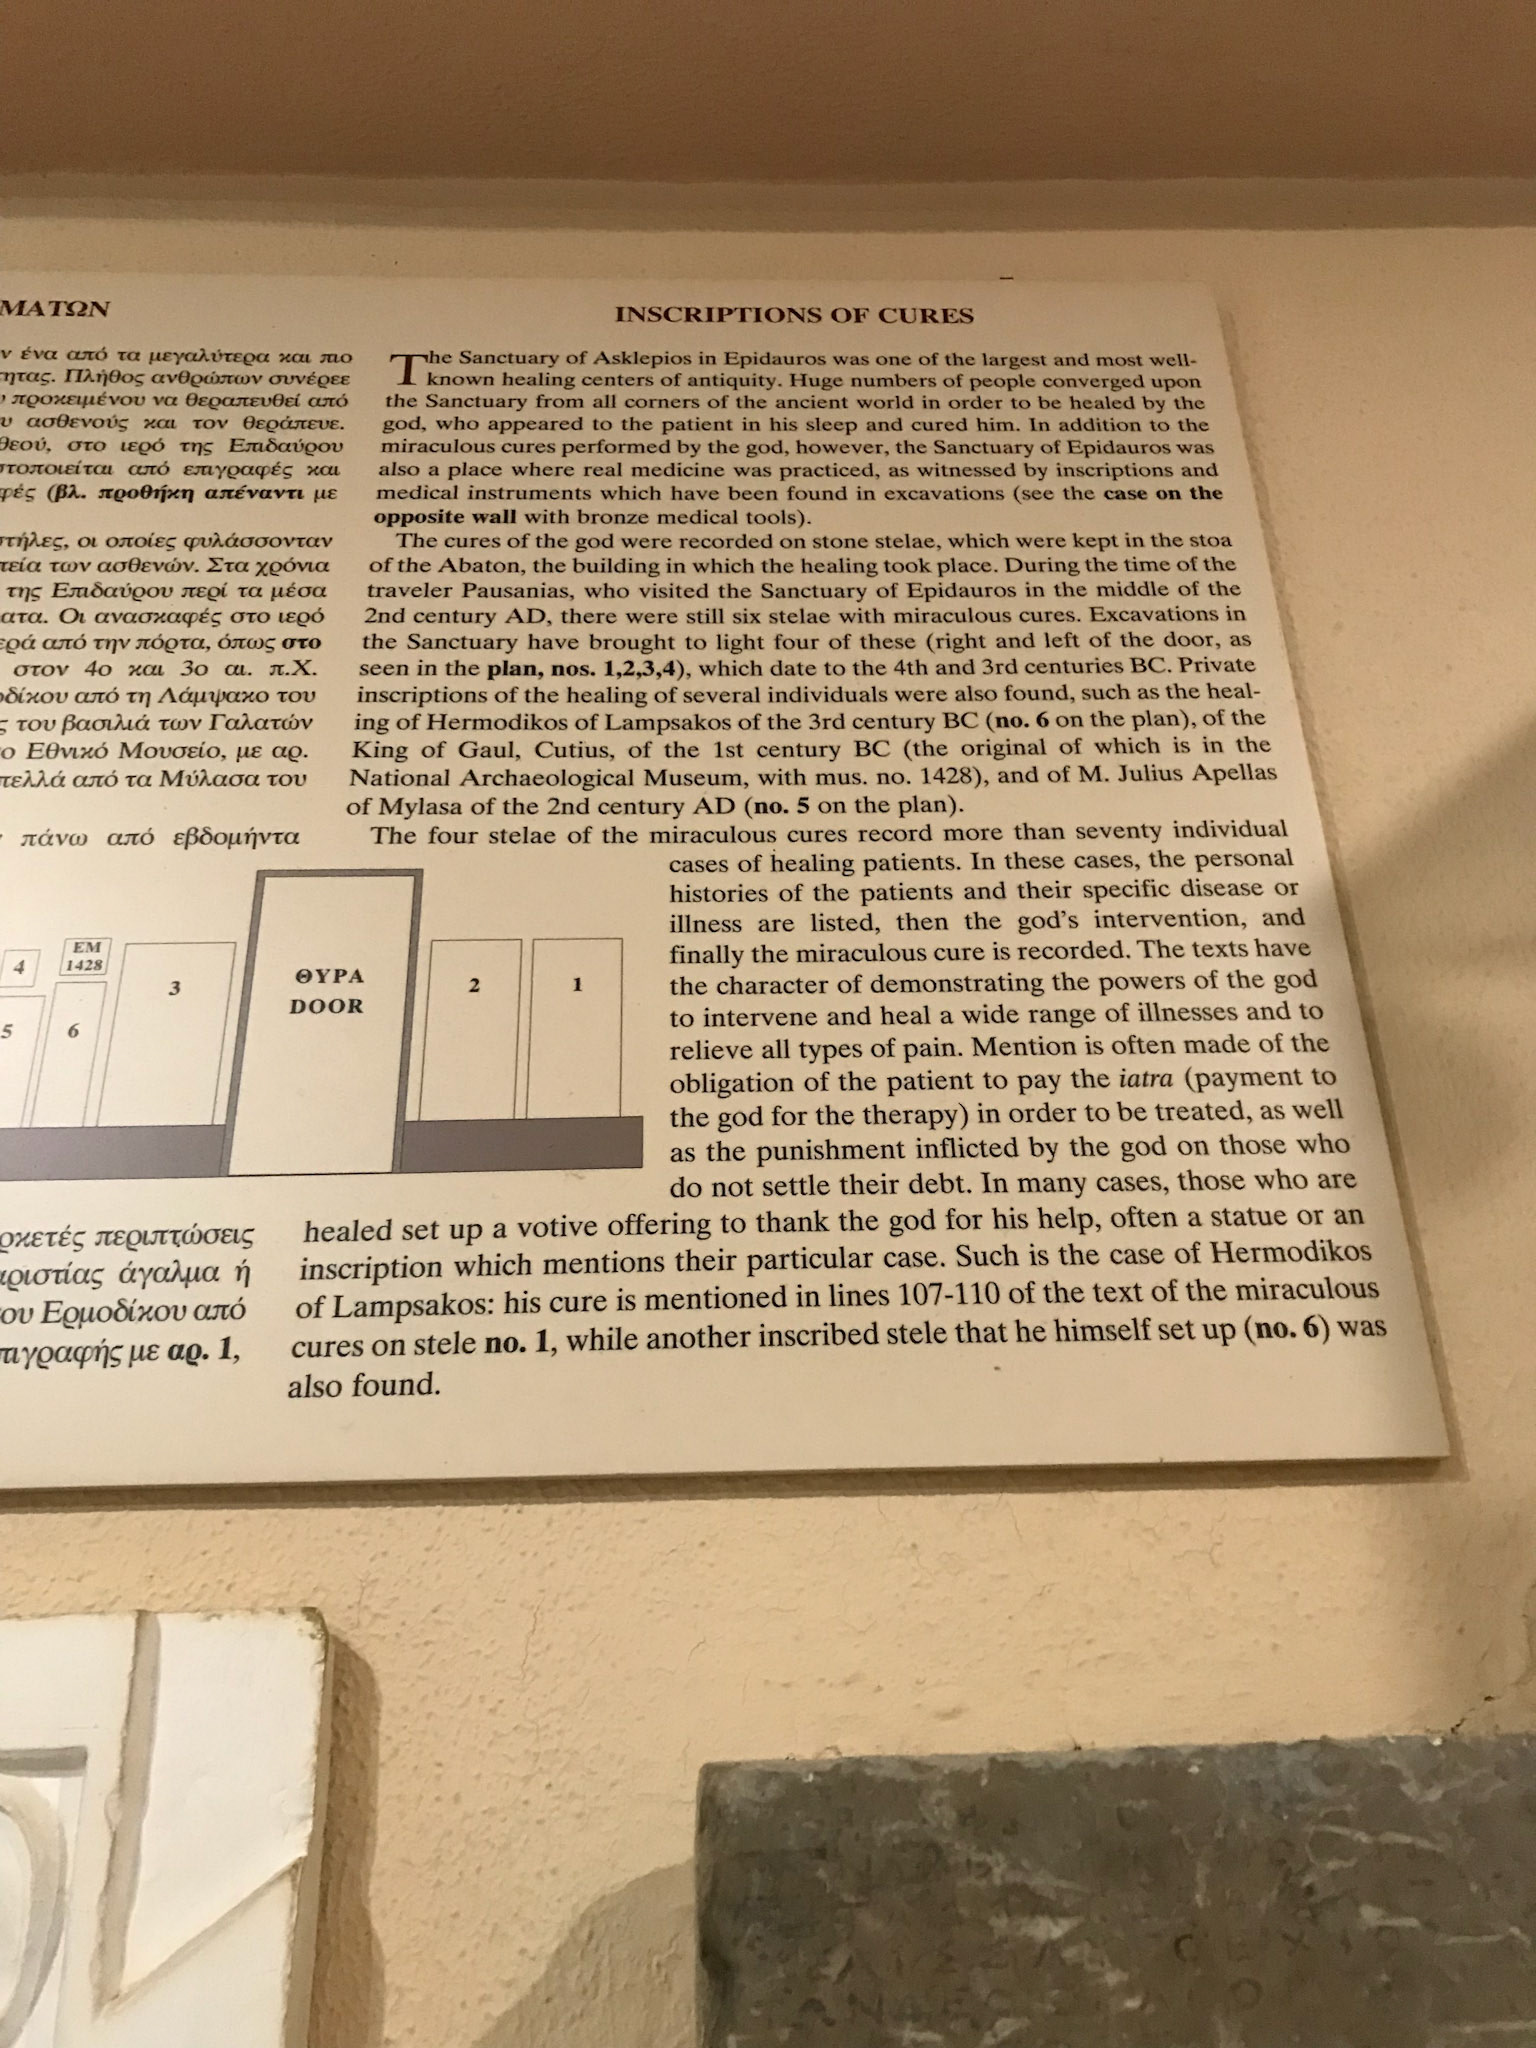 ΜΑΤΩΝ
ν ένα από τα μεγαλύτερα και πιο
τητας. Πλήθος ανθρώπων συνέρεε
προκειμένου να θεραπευθεί από
υ ασθενούς και τον θεράπευε.
θεού, στο ιερό της Επιδαύρου
στοποιείται από επιγραφές και
φές (βλ. προθήκη απέναντι με
στήλες, οι οποίες φυλάσσονταν
πεία των ασθενών. Στα χρόνια
της Επιδαύρου περί τα μέσα
ατα. Οι ανασκαφές στο ιερό
ερά από την πόρτα, όπως στο
στον 4ο και 3ο αι. π.Χ.
οδίκου από τη Λάμψακο του
ς του βασιλιά των Γαλατών
ο Εθνικό Μουσείο, με αρ.
πελλά από τα Μύλασα του
πάνω από εβδομήντα
ρκετές περιπτώσεις
αριστίας άγαλμα ή
ου Ερμοδίκου από
πιγραφής με αρ. 1,
INSCRIPTIONS OF CURES
The Sanctuary of Asklepios in Epidauros was one of the largest and most well-
known healing centers of antiquity. Huge numbers of people converged upon
the Sanctuary from all corners of the ancient world in order to be healed by the
god, who appeared to the patient in his sleep and cured him. In addition to the
miraculous cures performed by the god, however, the Sanctuary of Epidauros was
also a place where real medicine was practiced, as witnessed by inscriptions and
medical instruments which have been found in excavations (see the case on the
opposite wall with bronze medical tools).
The cures of the god were recorded on stone stelae, which were kept in the stoa
of the Abaton, the building in which the healing took place. During the time of the
traveler Pausanias, who visited the Sanctuary of Epidauros in the middle of the
2nd century AD, there were still six stelae with miraculous cures. Excavations in
the Sanctuary have brought to light four of these (right and left of the door, as
seen in the plan, nos. 1,2,3,4), which date to the 4th and 3rd centuries BC. Private
inscriptions of the healing of several individuals were also found, such as the heal-
ing of Hermodikos of Lampsakos of the 3rd century BC (no. 6 on the plan), of the
King of Gaul, Cutius, of the 1st century BC (the original of which is in the
National Archaeological Museum, with mus. no. 1428), and of M. Julius Apellas
of Mylasa of the 2nd century AD (no. 5 on the plan).
The four stelae of the miraculous cures record more than seventy individual
cases of healing patients. In these cases, the personal
histories of the patients and their specific disease or
illness are listed, then the god's intervention, and
finally the miraculous cure is recorded. The texts have
the character of demonstrating the powers of the god
to intervene and heal a wide range of illnesses and to
relieve all types of pain. Mention is often made of the
obligation of the patient to pay the iatra (payment to
the god for the therapy) in order to be treated, as well
as the punishment inflicted by the god on those who
do not settle their debt. In many cases, those who are
healed set up a votive offering to thank the god for his help, often a statue or an
inscription which mentions their particular case. Such is the case of Hermodikos
of Lampsakos: his cure is mentioned in lines 107-110 of the text of the miraculous
cures on stele no. 1, while another inscribed stele that he himself set up (no. 6) was
also found.
4
EM
1428
5
6
3
ΘΥΡΑ
DOOR
2
1